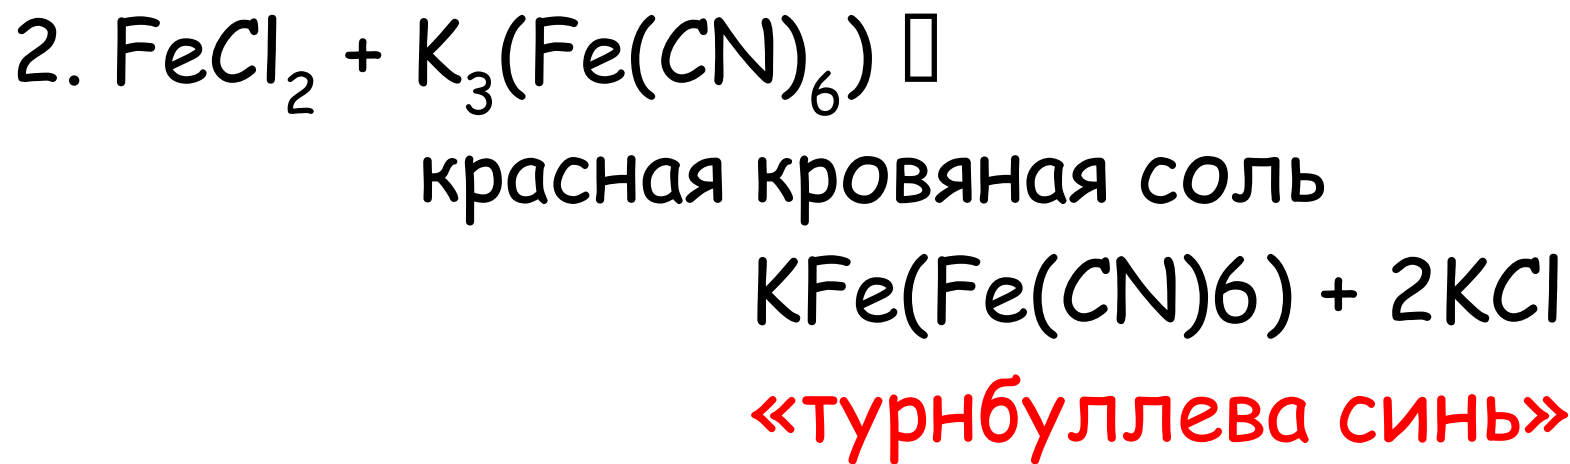 2. FeCl₂ + K₃(Fe(CN)₆) 
красная кровяная соль
KFe(Fe(CN)6) + 2KCl
«турнбуллева синь»